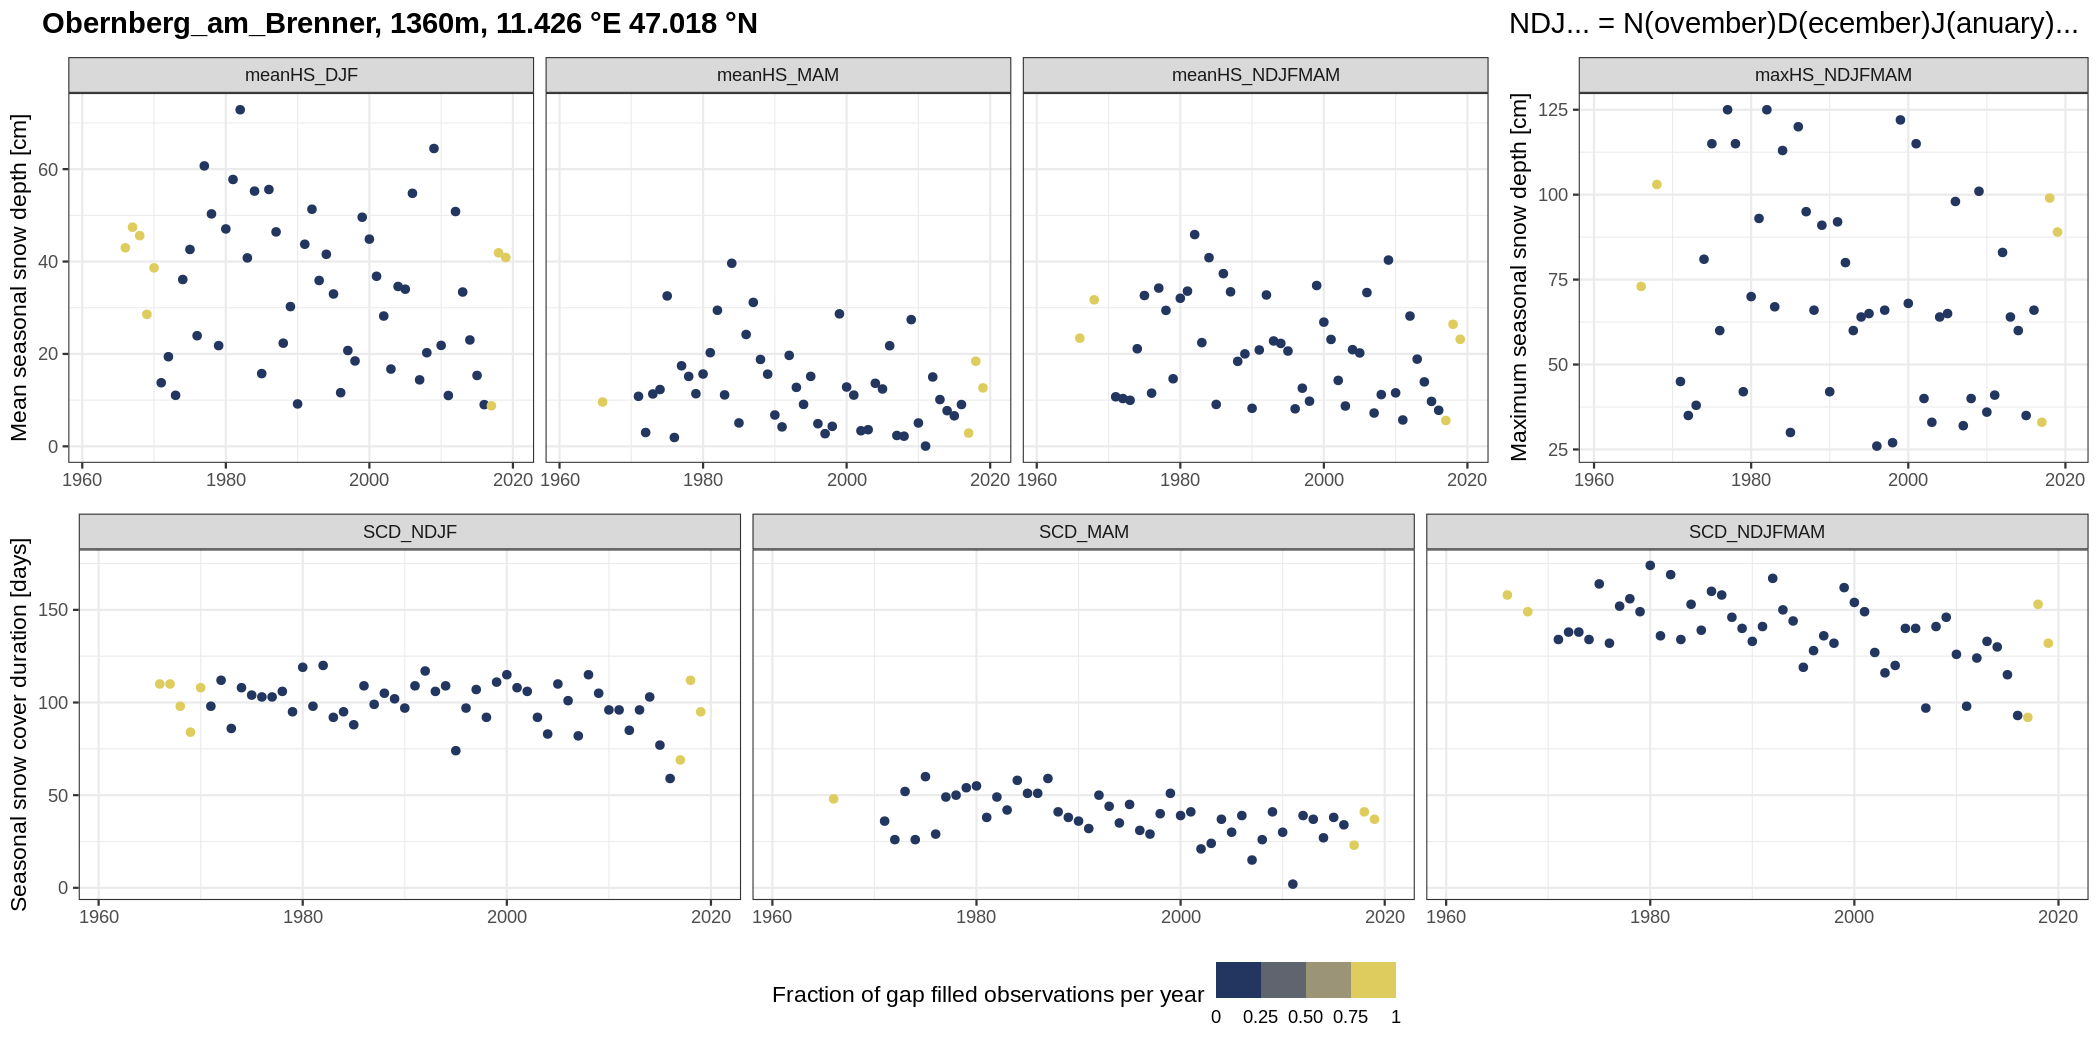 Obernberg_am_Brenner, 1360m, 11.426 °E 47.018 °N
NDJ... = N(ovember)D(ecember)J(anuary)...
meanHS_DJF
meanHS_MAM
meanHS_NDJFMAM
maxHS_NDJFMAM
Mean seasonal snow depth [cm]
60
40
20
0
1960 1980 2000 2020
1960 1980 2000 2020
1960 1980 2000 2020
Maximum seasonal snow depth [cm]
125
100
75
50
25
1960 1980 2000 2020
SCD_NDJF
SCD_MAM
SCD_NDJFMAM
Seasonal snow cover duration [days]
150
100
50
0
1960 1980 2000 2020
1960 1980 2000 2020
1960 1980 2000 2020
Fraction of gap filled observations per year
0 0.25 0.50 0.75 1